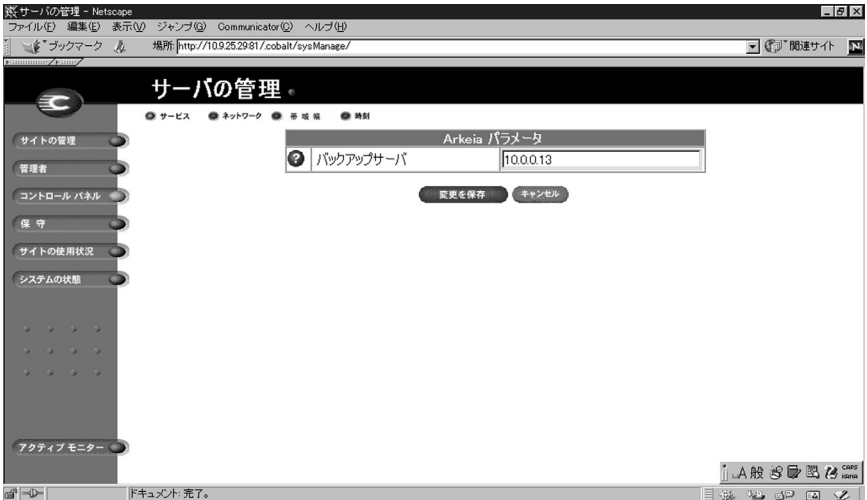 サーバの管理 - Netscape
ファイル(F) 編集(E) 表示(V) ジャンプ(G) Communicator(C) ヘルプ(H)
ブックマーク 場所: http://10.9.25.29:81/.cobalt/sysManage/ 関連サイト N
サーバの管理
サービス ネットワーク 帯域幅 時刻
サイトの管理
管理者
コントロール パネル
保 守
サイトの使用状況
システムの状態
アクティブ モニター
Arkeia パラメータ
バックアップサーバ 10.0.0.13
変更を保存 キャンセル
A 般 CAPS KANA
ドキュメント: 完了。